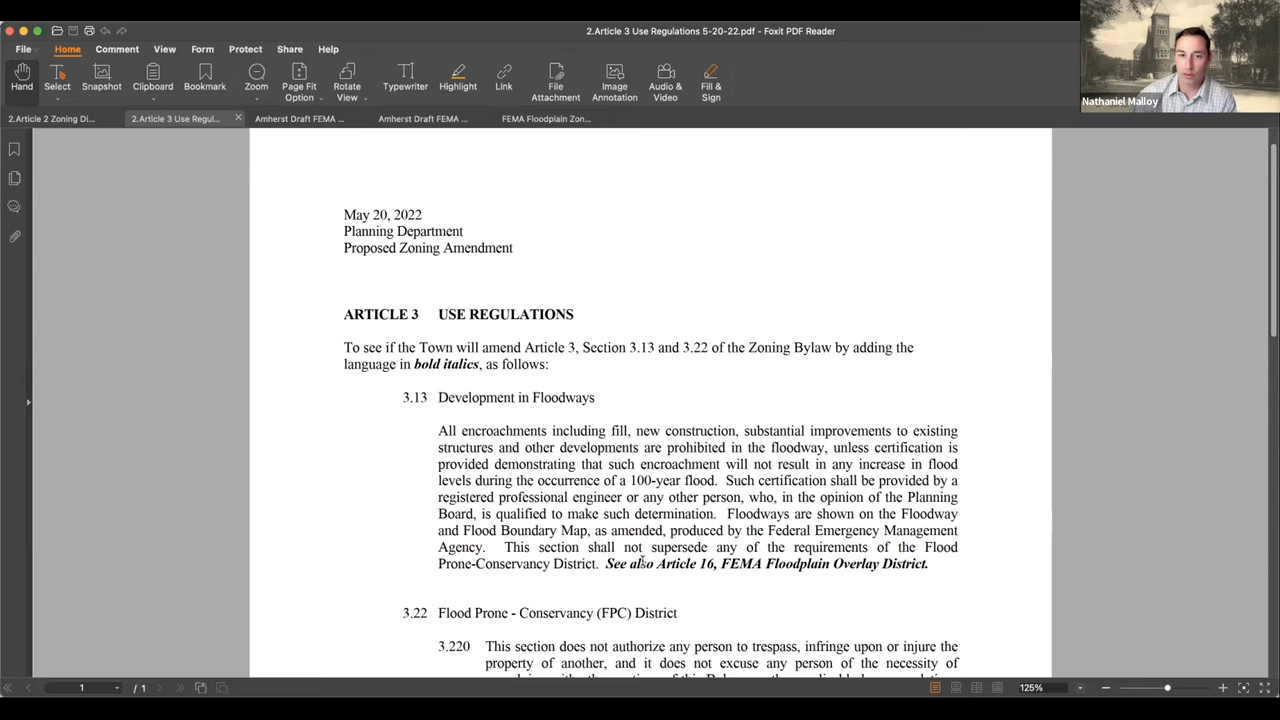 2.Article 3 Use Regulations 5-20-22.pdf - Foxit PDF Reader
File Home Comment View Form Protect Share Help
Hand Select Snapshot Clipboard Bookmark Zoom Page Fit Option Rotate View Typewriter Highlight Link File Attachment Image Annotation Audio & Video Fill & Sign
Nathaniel Malloy
2.Article 2 Zoning Di... 2.Article 3 Use Regul... Amherst Draft FEMA ... Amherst Draft FEMA ... FEMA Floodplain Zon...
May 20, 2022
Planning Department
Proposed Zoning Amendment
ARTICLE 3 USE REGULATIONS
To see if the Town will amend Article 3, Section 3.13 and 3.22 of the Zoning Bylaw by adding the
language in bold italics, as follows:
3.13 Development in Floodways
All encroachments including fill, new construction, substantial improvements to existing
structures and other developments are prohibited in the floodway, unless certification is
provided demonstrating that such encroachment will not result in any increase in flood
levels during the occurrence of a 100-year flood. Such certification shall be provided by a
registered professional engineer or any other person, who, in the opinion of the Planning
Board, is qualified to make such determination. Floodways are shown on the Floodway
and Flood Boundary Map, as amended, produced by the Federal Emergency Management
Agency. This section shall not supersede any of the requirements of the Flood
Prone-Conservancy District. See also Article 16, FEMA Floodplain Overlay District.
3.22 Flood Prone - Conservancy (FPC) District
3.220 This section does not authorize any person to trespass, infringe upon or injure the
property of another, and it does not excuse any person of the necessity of
1 / 1 125%